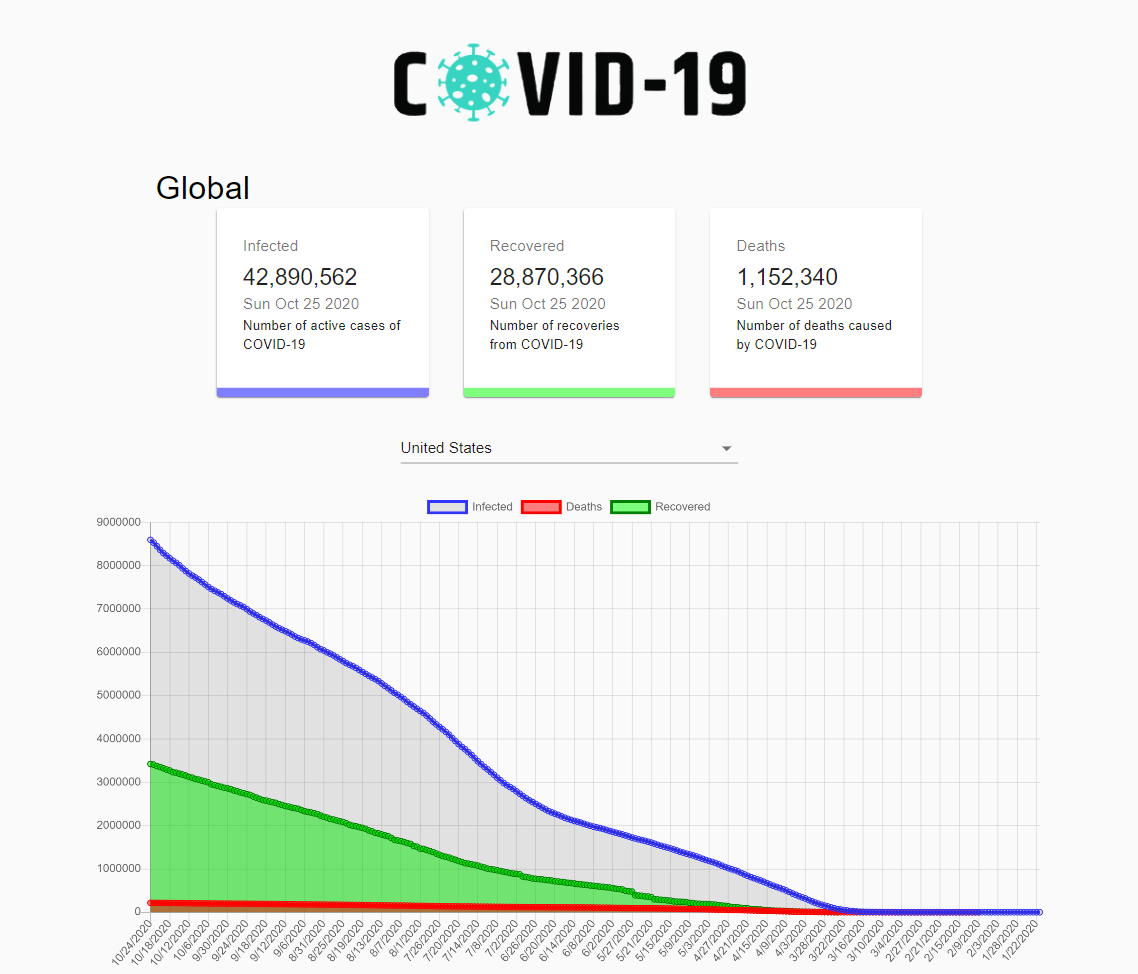 COVID-19
Global
Infected
42,890,562
Sun Oct 25 2020
Number of active cases of
COVID-19
Recovered
28,870,366
Sun Oct 25 2020
Number of recoveries
from COVID-19
Deaths
1,152,340
Sun Oct 25 2020
Number of deaths caused
by COVID-19
United States
Infected Deaths Recovered
9000000
8000000
7000000
6000000
5000000
4000000
3000000
2000000
1000000
0
10/24/2020 10/18/2020 10/12/2020 10/6/2020 9/30/2020 9/24/2020 9/18/2020 9/12/2020 9/6/2020 8/31/2020 8/25/2020 8/19/2020 8/13/2020 8/7/2020 8/1/2020 7/26/2020 7/20/2020 7/14/2020 7/8/2020 7/2/2020 6/26/2020 6/20/2020 6/14/2020 6/8/2020 6/2/2020 5/27/2020 5/21/2020 5/15/2020 5/9/2020 5/3/2020 4/27/2020 4/21/2020 4/15/2020 4/9/2020 4/3/2020 3/28/2020 3/22/2020 3/16/2020 3/10/2020 3/4/2020 2/27/2020 2/21/2020 2/15/2020 2/9/2020 2/3/2020 1/28/2020 1/22/2020